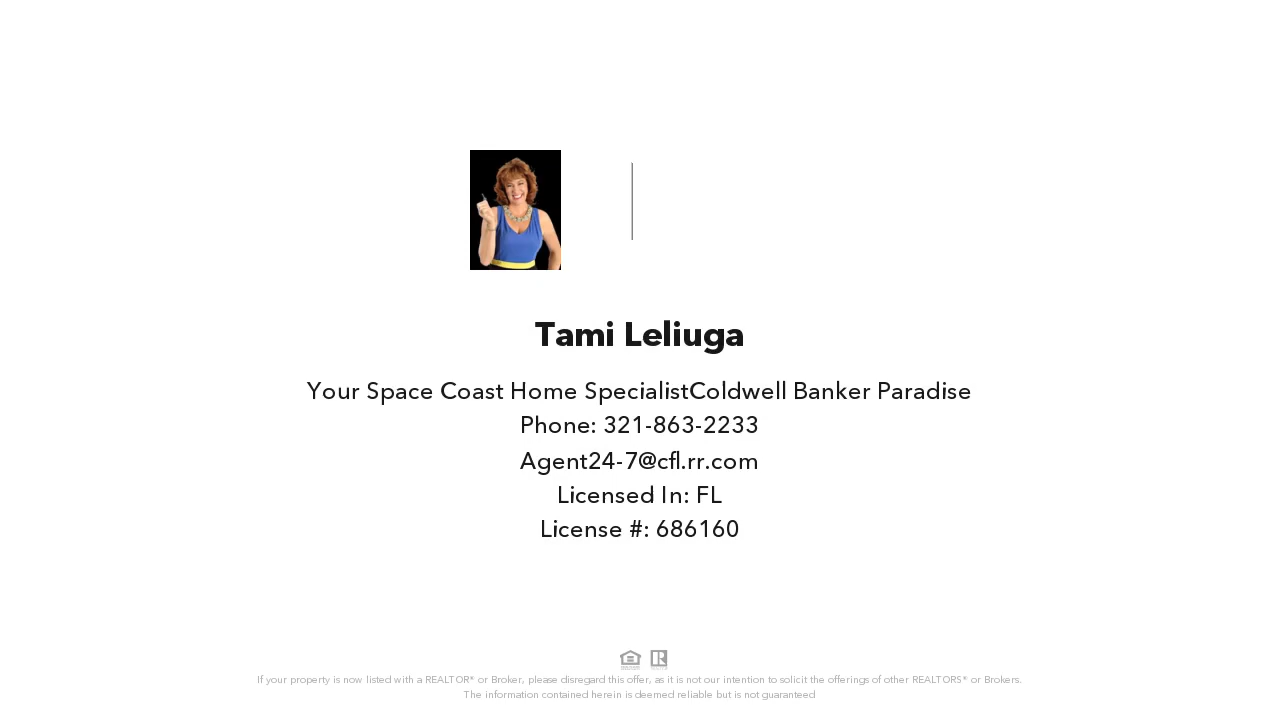 Tami Leliuga
Your Space Coast Home SpecialistColdwell Banker Paradise
Phone: 321-863-2233
Agent24-7@cfl.rr.com
Licensed In: FL
License #: 686160
If your property is now listed with a REALTOR® or Broker, please disregard this offer, as it is not our intention to solicit the offerings of other REALTORS® or Brokers.
The information contained herein is deemed reliable but is not guaranteed